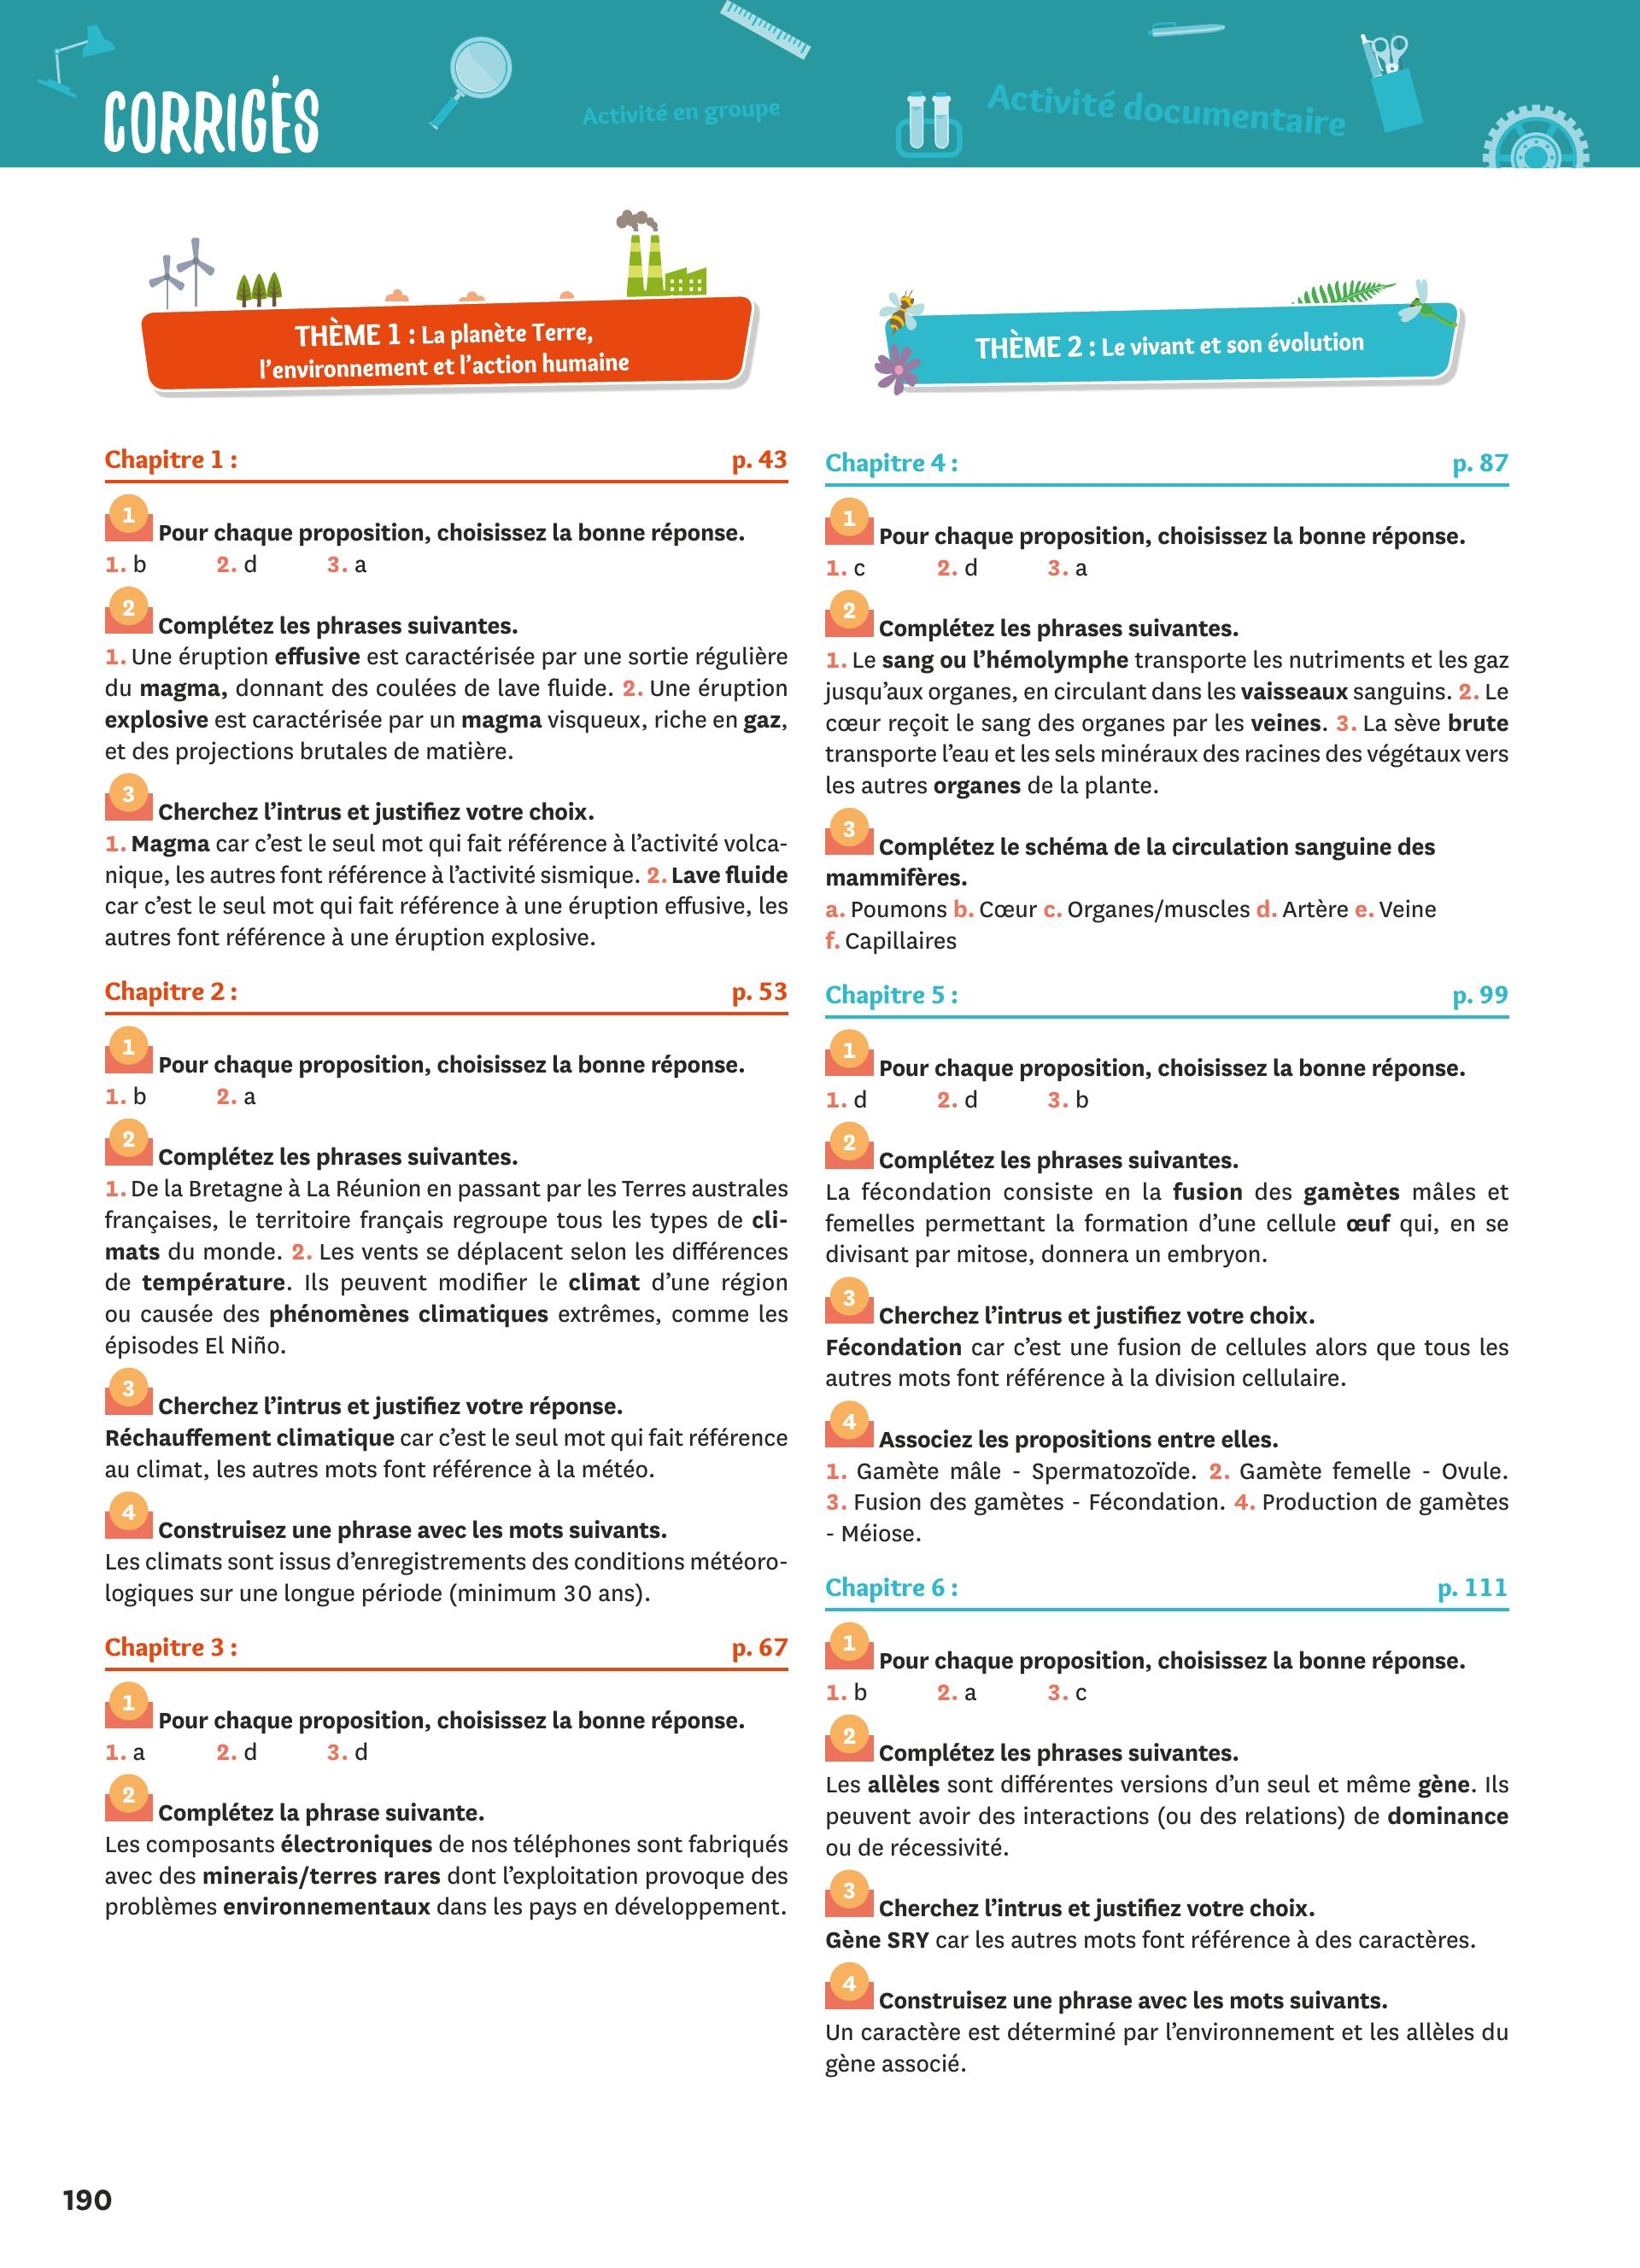 CORRIGÉS
Activité en groupe
Activité documentaire
THÈME 1 : La planète Terre,
l'environnement et l'action humaine
Chapitre 1 : p. 43
1 Pour chaque proposition, choisissez la bonne réponse.
1. b 2. d 3. a
2 Complétez les phrases suivantes.
1. Une éruption effusive est caractérisée par une sortie régulière
du magma, donnant des coulées de lave fluide. 2. Une éruption
explosive est caractérisée par un magma visqueux, riche en gaz,
et des projections brutales de matière.
3 Cherchez l'intrus et justifiez votre choix.
1. Magma car c'est le seul mot qui fait référence à l'activité volca-
nique, les autres font référence à l'activité sismique. 2. Lave fluide
car c'est le seul mot qui fait référence à une éruption effusive, les
autres font référence à une éruption explosive.
Chapitre 2 : p. 53
1 Pour chaque proposition, choisissez la bonne réponse.
1. b 2. a
2 Complétez les phrases suivantes.
1. De la Bretagne à La Réunion en passant par les Terres australes
françaises, le territoire français regroupe tous les types de cli-
mats du monde. 2. Les vents se déplacent selon les différences
de température. Ils peuvent modifier le climat d'une région
ou causée des phénomènes climatiques extrêmes, comme les
épisodes El Niño.
3 Cherchez l'intrus et justifiez votre réponse.
Réchauffement climatique car c'est le seul mot qui fait référence
au climat, les autres mots font référence à la météo.
4 Construisez une phrase avec les mots suivants.
Les climats sont issus d'enregistrements des conditions météoro-
logiques sur une longue période (minimum 30 ans).
Chapitre 3 : p. 67
1 Pour chaque proposition, choisissez la bonne réponse.
1. a 2. d 3. d
2 Complétez la phrase suivante.
Les composants électroniques de nos téléphones sont fabriqués
avec des minerais/terres rares dont l'exploitation provoque des
problèmes environnementaux dans les pays en développement.
THÈME 2 : Le vivant et son évolution
Chapitre 4 : p. 87
1 Pour chaque proposition, choisissez la bonne réponse.
1. c 2. d 3. a
2 Complétez les phrases suivantes.
1. Le sang ou l'hémolymphe transporte les nutriments et les gaz
jusqu'aux organes, en circulant dans les vaisseaux sanguins. 2. Le
cœur reçoit le sang des organes par les veines. 3. La sève brute
transporte l'eau et les sels minéraux des racines des végétaux vers
les autres organes de la plante.
3 Complétez le schéma de la circulation sanguine des
mammifères.
a. Poumons b. Cœur c. Organes/muscles d. Artère e. Veine
f. Capillaires
Chapitre 5 : p. 99
1 Pour chaque proposition, choisissez la bonne réponse.
1. d 2. d 3. b
2 Complétez les phrases suivantes.
La fécondation consiste en la fusion des gamètes mâles et
femelles permettant la formation d'une cellule œuf qui, en se
divisant par mitose, donnera un embryon.
3 Cherchez l'intrus et justifiez votre choix.
Fécondation car c'est une fusion de cellules alors que tous les
autres mots font référence à la division cellulaire.
4 Associez les propositions entre elles.
1. Gamète mâle - Spermatozoïde. 2. Gamète femelle - Ovule.
3. Fusion des gamètes - Fécondation. 4. Production de gamètes
- Méiose.
Chapitre 6 : p. 111
1 Pour chaque proposition, choisissez la bonne réponse.
1. b 2. a 3. c
2 Complétez les phrases suivantes.
Les allèles sont différentes versions d'un seul et même gène. Ils
peuvent avoir des interactions (ou des relations) de dominance
ou de récessivité.
3 Cherchez l'intrus et justifiez votre choix.
Gène SRY car les autres mots font référence à des caractères.
4 Construisez une phrase avec les mots suivants.
Un caractère est déterminé par l'environnement et les allèles du
gène associé.
190